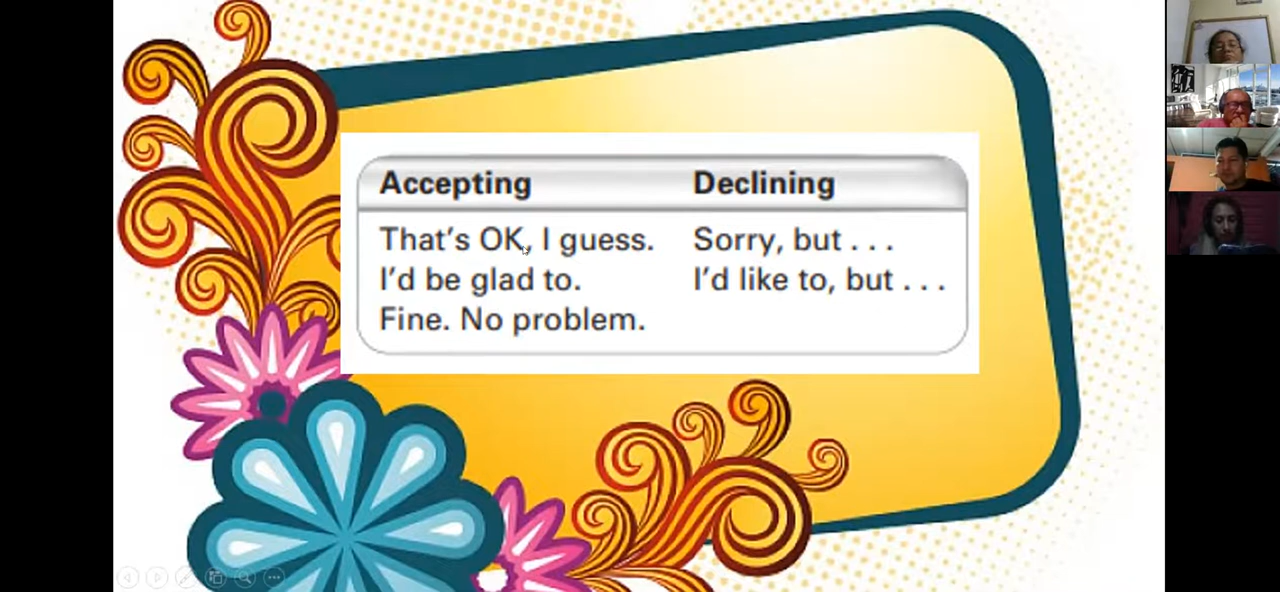 Accepting Declining
That's OK, I guess. Sorry, but . . .
I'd be glad to. I'd like to, but . . .
Fine. No problem.